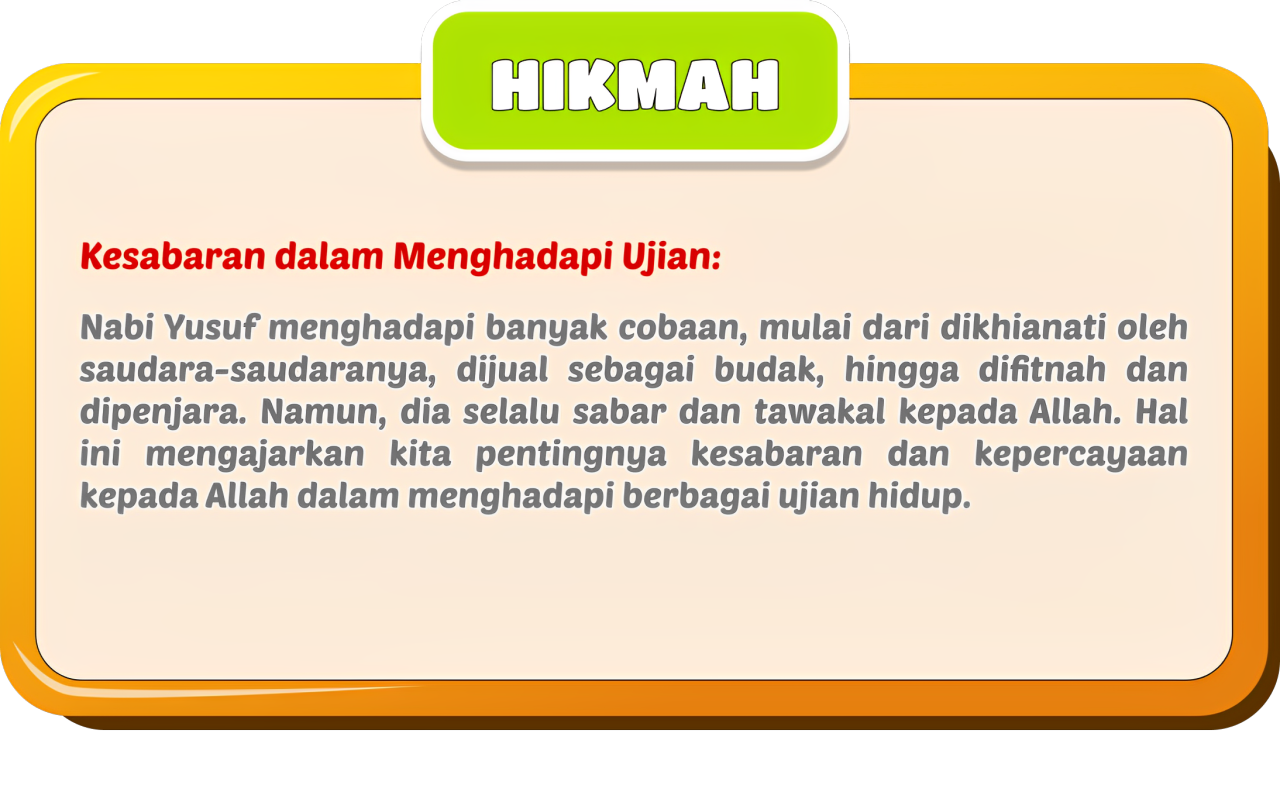 HIKMAH
Kesabaran dalam Menghadapi Ujian:
Nabi Yusuf menghadapi banyak cobaan, mulai dari dikhianati oleh
saudara-saudaranya, dijual sebagai budak, hingga difitnah dan
dipenjara. Namun, dia selalu sabar dan tawakal kepada Allah. Hal
ini mengajarkan kita pentingnya kesabaran dan kepercayaan
kepada Allah dalam menghadapi berbagai ujian hidup.